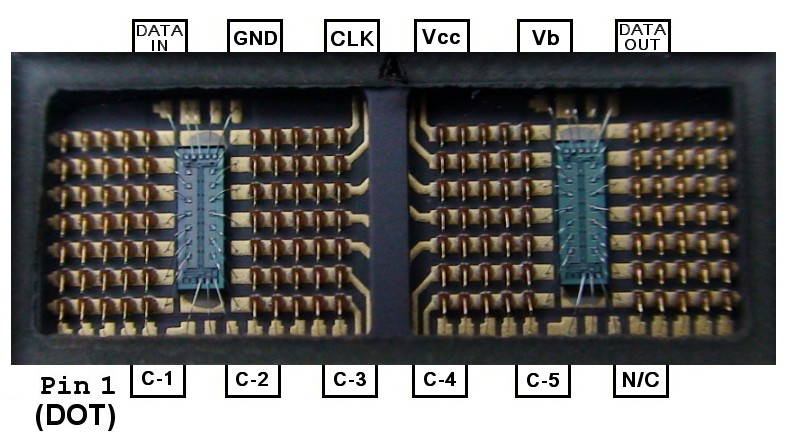 DATA
IN
GND
CLK
Vcc
Vb
DATA
OUT
A
Pin 1
(DOT)
C-1
C-2
C-3
C-4
C-5
N/C